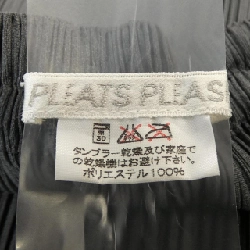 PLEATS PLEAS
30
タンブラー乾燥及び家庭で
の乾燥機はお避け下さい。
ポリエステル100%